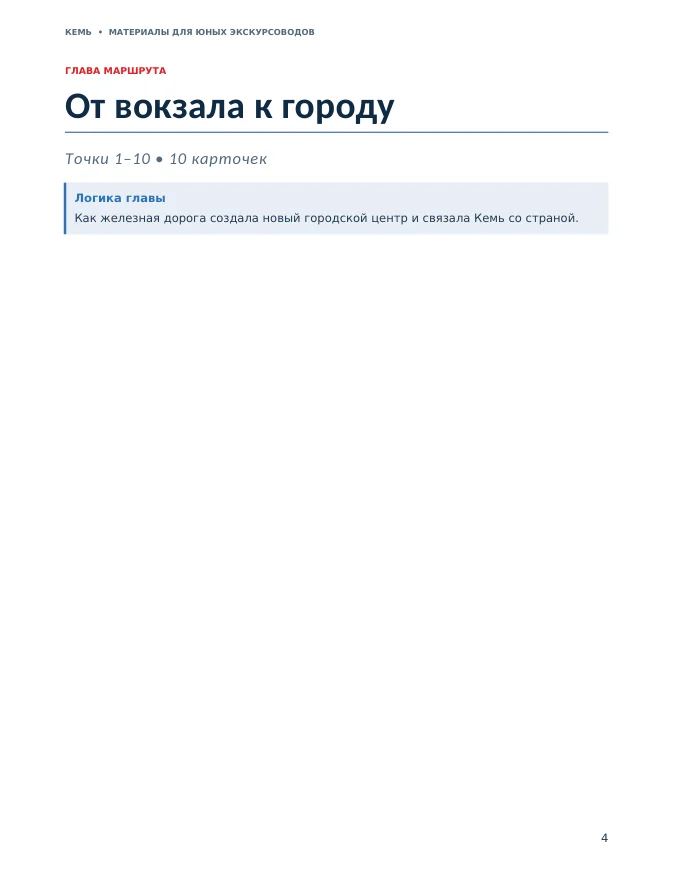 КЕМЬ • МАТЕРИАЛЫ ДЛЯ ЮНЫХ ЭКСКУРСОВОДОВ
ГЛАВА МАРШРУТА
От вокзала к городу
Точки 1–10 • 10 карточек
Логика главы
Как железная дорога создала новый городской центр и связала Кемь со страной.
4